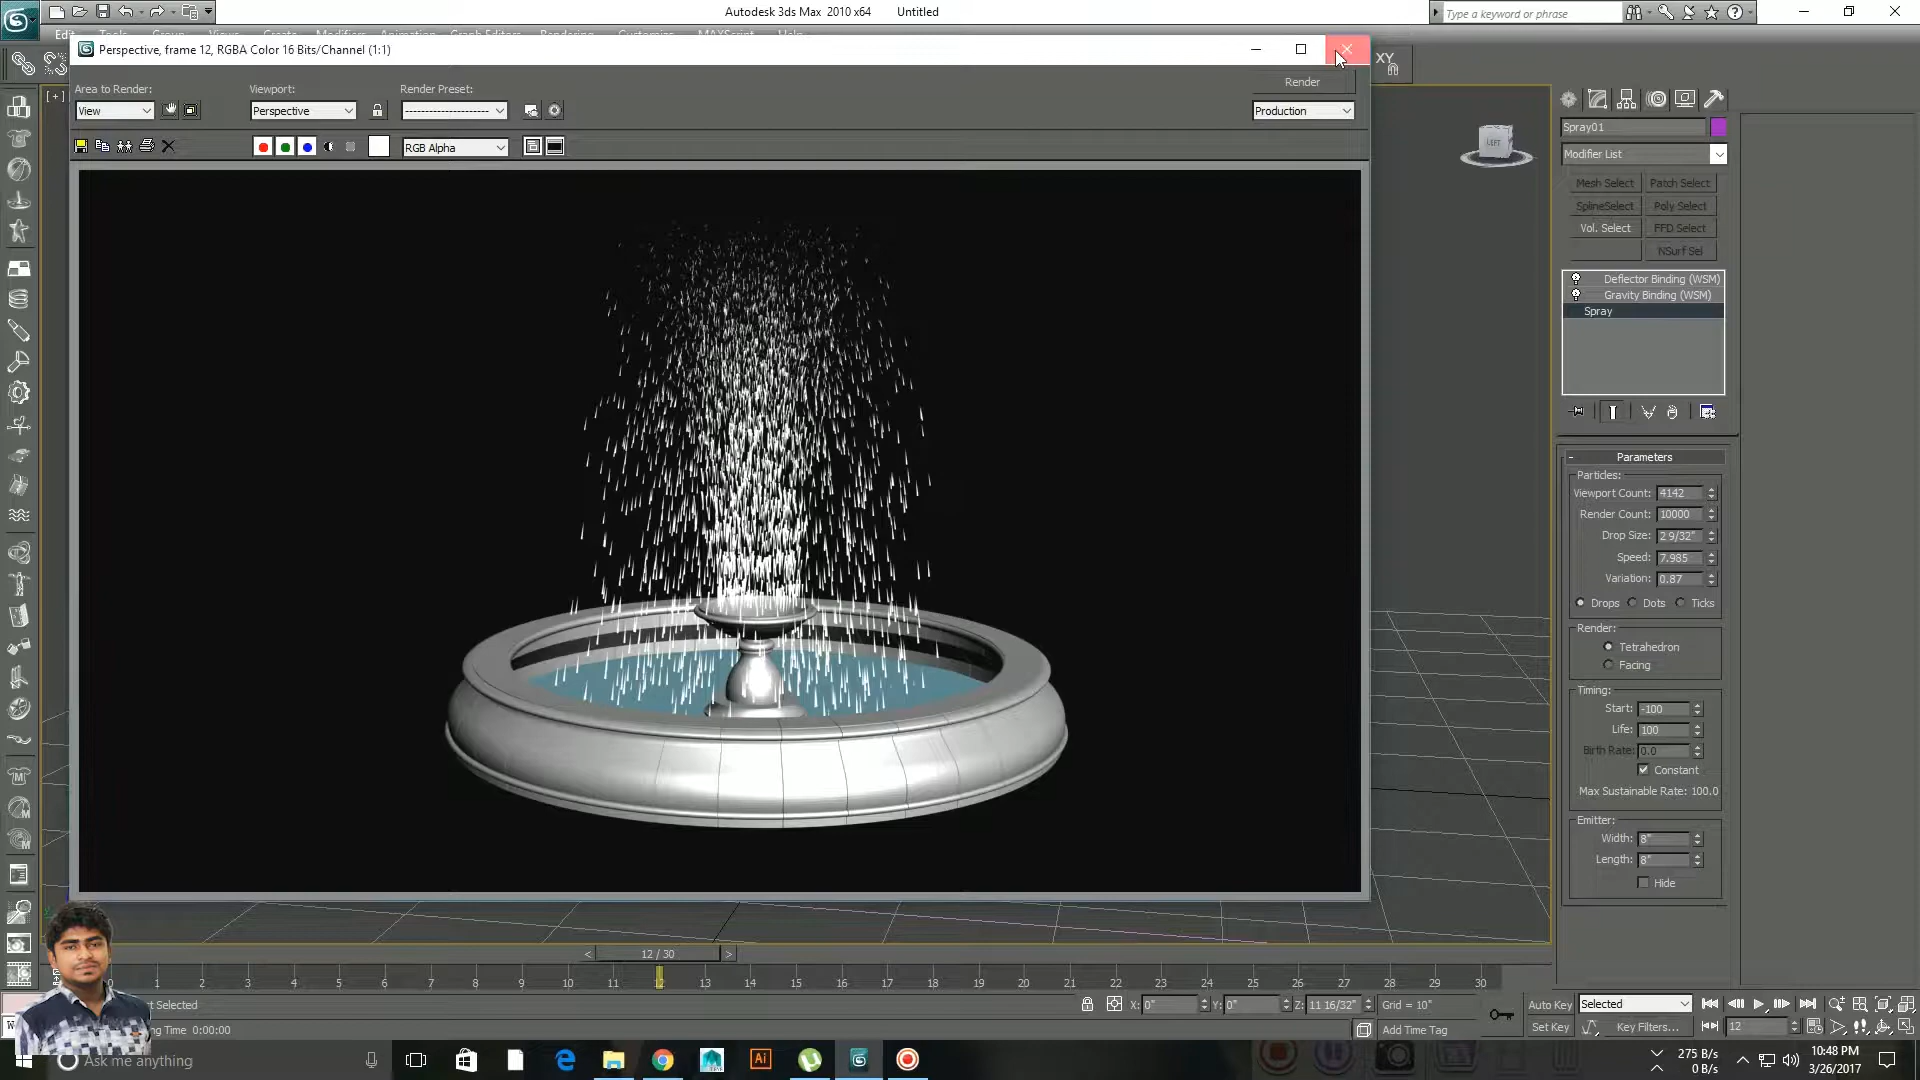 Autodesk 3ds Max 2010 x64 Untitled
Type a keyword or phrase
Perspective, frame 12, RGBA Color 16 Bits/Channel (1:1)
XY
Area to Render:
Viewport:
Render Preset:
Render
View
Perspective
Production
RGB Alpha
[ + ]
LEFT
Spray01
Modifier List
Mesh Select
Patch Select
SplineSelect
Poly Select
Vol. Select
FFD Select
NSurf Sel
Deflector Binding (WSM)
Gravity Binding (WSM)
Spray
- Parameters
Particles:
Viewport Count: 4142
Render Count: 10000
Drop Size: 2 9/32"
Speed: 7.985
Variation: 0.87
Drops Dots Ticks
Render:
Tetrahedron
Facing
Timing:
Start: -100
Life: 100
Birth Rate: 0.0
Constant
Max Sustainable Rate: 100.0
Emitter:
Width: 8"
Length: 8"
Hide
< 12 / 30 >
0 1 2 3 4 5 6 7 8 9 10 11 12 13 14 15 16 17 18 19 20 21 22 23 24 25 26 27 28 29 30
t Selected
X: 0" Y: 0" Z: 11 16/32" Grid = 10"
Auto Key
Selected
ng Time 0:00:00
Add Time Tag
Set Key
Key Filters...
12
Ask me anything
Ai
275 B/s
0 B/s
10:48 PM
3/26/2017